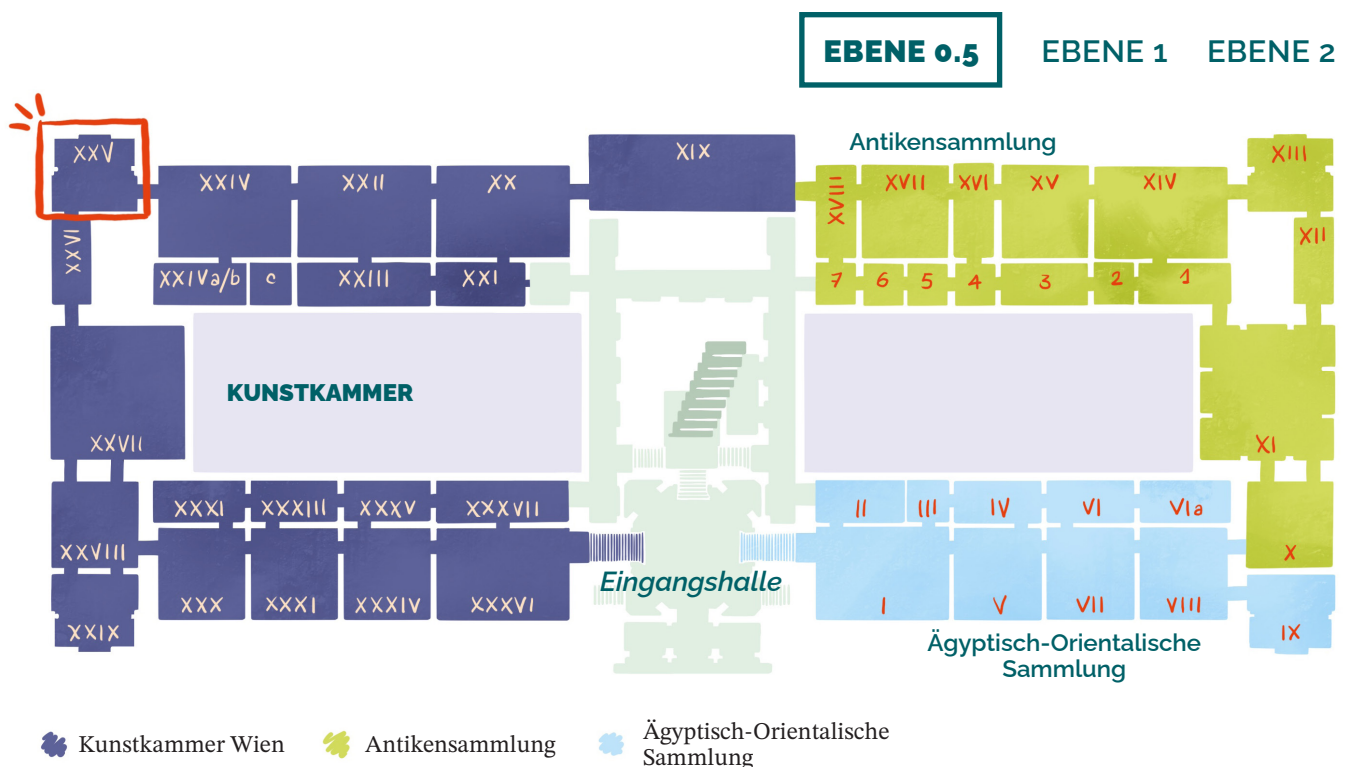 EBENE 0.5 EBENE 1 EBENE 2
Antikensammlung
XXV
XXIV XXII XX XIX XVIII XVII XVI XV XIV XIII
XXVI XII
XXIVa/b c XXIII XXI 7 6 5 4 3 2 1
KUNSTKAMMER
XXVII XI
XXXI XXXIII XXXV XXXVII II III IV VI VIa
XXVIII X
Eingangshalle
XXX XXXI XXXIV XXXVI I V VII VIII
XXIX IX
Ägyptisch-Orientalische
Sammlung
Kunstkammer Wien Antikensammlung Ägyptisch-Orientalische
Sammlung